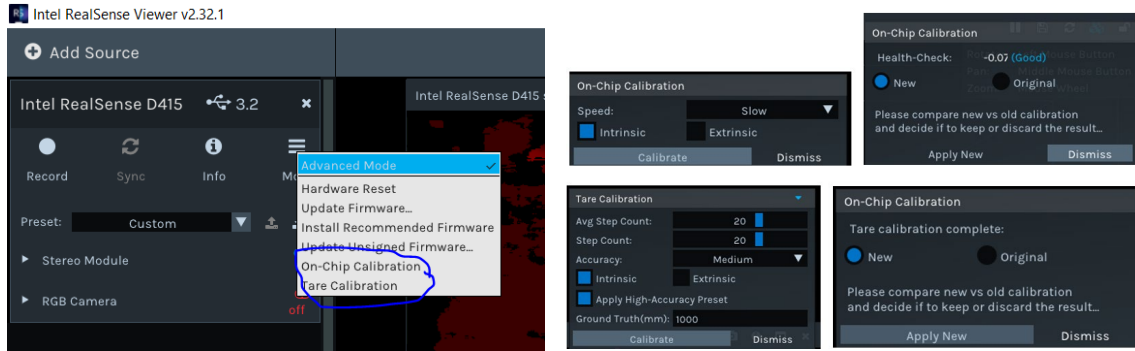 Intel RealSense Viewer v2.32.1
Add Source
Intel RealSense D415 3.2
Record Sync Info
Preset: Custom
Stereo Module
RGB Camera
off
Intel RealSense D415
Advanced Mode
Hardware Reset
Update Firmware...
Install Recommended Firmware
Update Unsigned Firmware...
On-Chip Calibration
Tare Calibration
On-Chip Calibration
Speed: Slow
Intrinsic Extrinsic
Calibrate Dismiss
On-Chip Calibration
Health-Check: -0.07 (Good)
New Original
Please compare new vs old calibration
and decide if to keep or discard the result...
Apply New Dismiss
Tare Calibration
Avg Step Count: 20
Step Count: 20
Accuracy: Medium
Intrinsic Extrinsic
Apply High-Accuracy Preset
Ground Truth(mm): 1000
Calibrate Dismiss
On-Chip Calibration
Tare calibration complete:
New Original
Please compare new vs old calibration
and decide if to keep or discard the result...
Apply New Dismiss